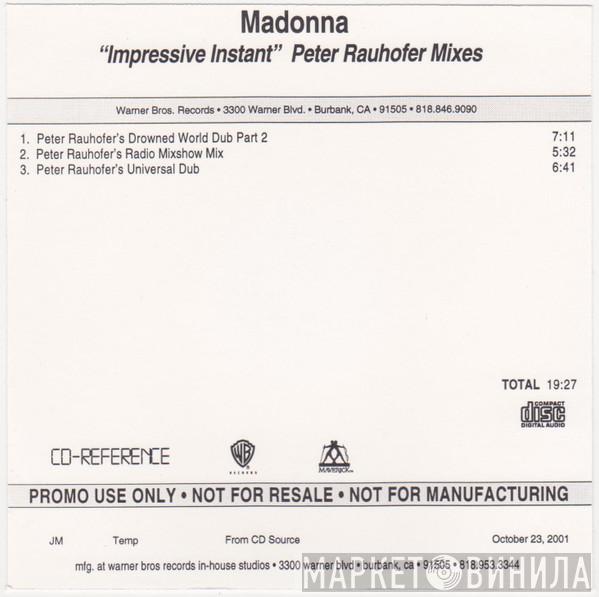 Madonna
“Impressive Instant” Peter Rauhofer Mixes
Warner Bros. Records • 3300 Warner Blvd. • Burbank, CA • 91505 • 818.846.9090
1. Peter Rauhofer's Drowned World Dub Part 2 7:11
2. Peter Rauhofer's Radio Mixshow Mix 5:32
3. Peter Rauhofer's Universal Dub 6:41
TOTAL 19:27
COMPACT
disc
DIGITAL AUDIO
CD-REFERENCE
WB
RECORDS
MAVERICK
PROMO USE ONLY • NOT FOR RESALE • NOT FOR MANUFACTURING
JM Temp From CD Source October 23, 2001
mfg. at warner bros records in-house studios • 3300 warner blvd • burbank, ca • 91505 • 818.953.3344
МАРКЕТ ВИНИЛА